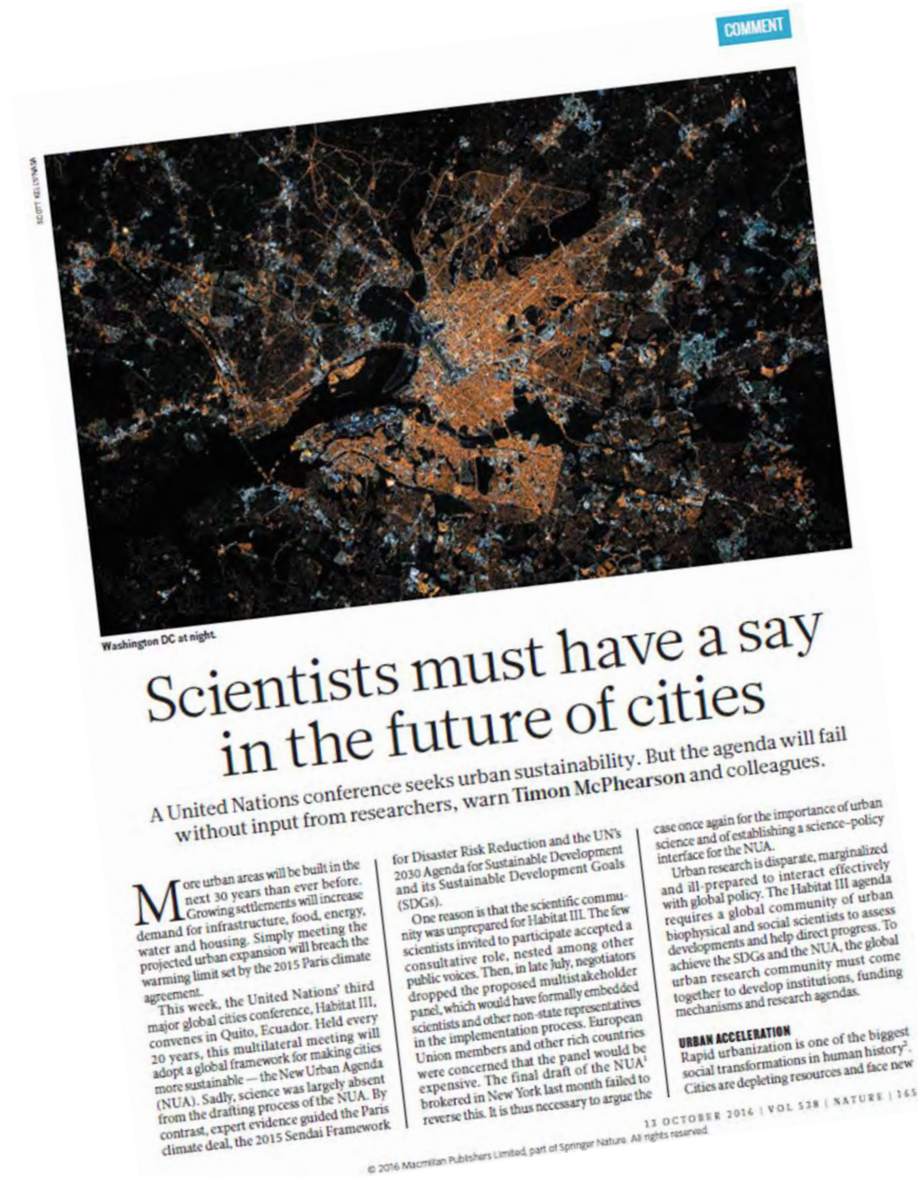 COMMENT
SCOTT KELLY/NASA
Washington DC at night.
Scientists must have a say
in the future of cities
A United Nations conference seeks urban sustainability. But the agenda will fail
without input from researchers, warn Timon McPhearson and colleagues.
More urban areas will be built in the
next 30 years than ever before.
Growing settlements will increase
demand for infrastructure, food, energy,
water and housing. Simply meeting the
projected urban expansion will breach the
warming limit set by the 2015 Paris climate
agreement.
This week, the United Nations' third
major global cities conference, Habitat III,
convenes in Quito, Ecuador. Held every
20 years, this multilateral meeting will
adopt a global framework for making cities
more sustainable — the New Urban Agenda
(NUA). Sadly, science was largely absent
from the drafting process of the NUA. By
contrast, expert evidence guided the Paris
climate deal, the 2015 Sendai Framework
for Disaster Risk Reduction and the UN's
2030 Agenda for Sustainable Development
and its Sustainable Development Goals
(SDGs).
One reason is that the scientific commu-
nity was unprepared for Habitat III. The few
scientists invited to participate accepted a
consultative role, nested among other
public voices. Then, in late July, negotiators
dropped the proposed multistakeholder
panel, which would have formally embedded
scientists and other non-state representatives
in the implementation process. European
Union members and other rich countries
were concerned that the panel would be
expensive. The final draft of the NUA¹
brokered in New York last month failed to
reverse this. It is thus necessary to argue the
case once again for the importance of urban
science and of establishing a science–policy
interface for the NUA.
Urban research is disparate, marginalized
and ill-prepared to interact effectively
with global policy. The Habitat III agenda
requires a global community of urban
biophysical and social scientists to assess
developments and help direct progress. To
achieve the SDGs and the NUA, the global
urban research community must come
together to develop institutions, funding
mechanisms and research agendas.
URBAN ACCELERATION
Rapid urbanization is one of the biggest
social transformations in human history².
Cities are depleting resources and face new
13 OCTOBER 2016 | VOL 538 | NATURE | 165
© 2016 Macmillan Publishers Limited, part of Springer Nature. All rights reserved.